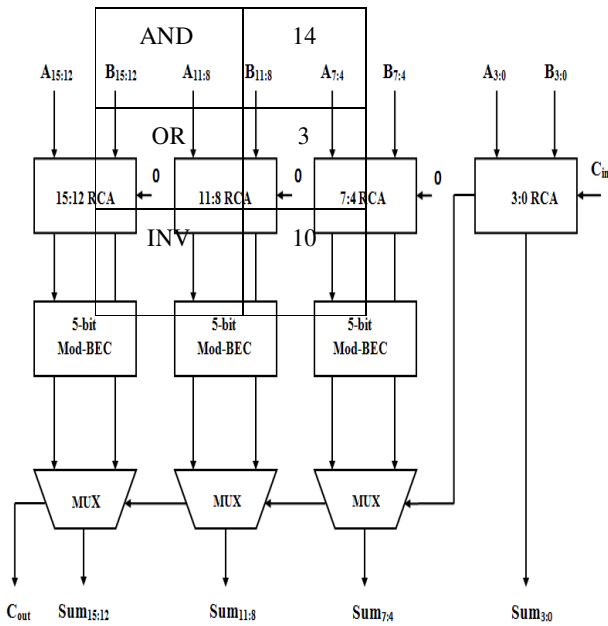 AND 14
A15:12 B15:12 A11:8 B11:8 A7:4 B7:4 A3:0 B3:0
OR 3
0 0 0 Cin
15:12 RCA 11:8 RCA 7:4 RCA 3:0 RCA
INV 10
5-bit Mod-BEC
5-bit Mod-BEC
5-bit Mod-BEC
MUX MUX MUX
Cout Sum15:12 Sum11:8 Sum7:4 Sum3:0